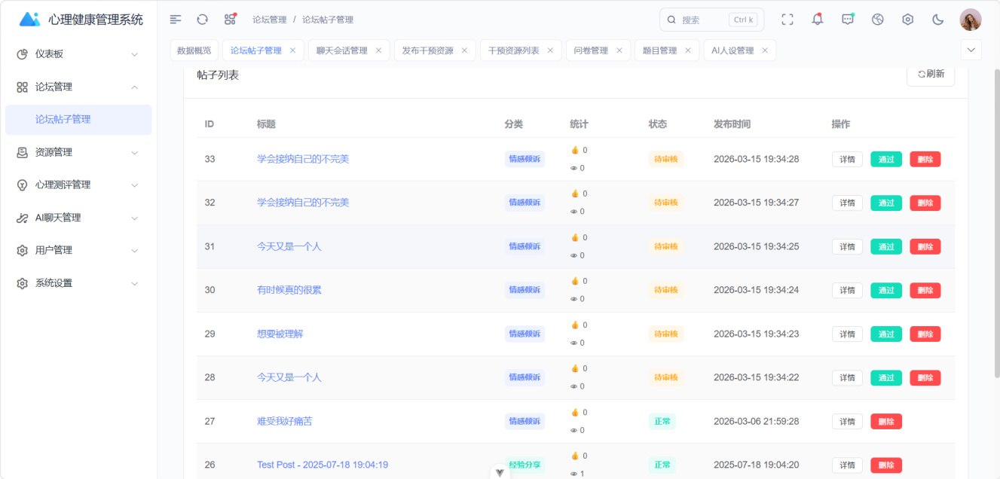 心理健康管理系统
论坛管理 / 论坛帖子管理
搜索 Ctrl k
仪表板
论坛管理
论坛帖子管理
资源管理
心理测评管理
AI聊天管理
用户管理
系统设置
数据概览 论坛帖子管理 聊天会话管理 发布干预资源 干预资源列表 问卷管理 题目管理 AI人设管理
帖子列表 刷新
ID 标题 分类 统计 状态 发布时间 操作
33 学会接纳自己的不完美 情感倾诉 0 待审核 2026-03-15 19:34:28 详情 通过 删除
0
32 学会接纳自己的不完美 情感倾诉 0 待审核 2026-03-15 19:34:27 详情 通过 删除
0
31 今天又是一个人 情感倾诉 0 待审核 2026-03-15 19:34:25 详情 通过 删除
0
30 有时候真的很累 情感倾诉 0 待审核 2026-03-15 19:34:24 详情 通过 删除
0
29 想要被理解 情感倾诉 0 待审核 2026-03-15 19:34:23 详情 通过 删除
0
28 今天又是一个人 情感倾诉 0 待审核 2026-03-15 19:34:22 详情 通过 删除
0
27 难受我好痛苦 情感倾诉 0 正常 2026-03-06 21:59:28 详情 删除
0
26 Test Post - 2025-07-18 19:04:19 经验分享 0 正常 2025-07-18 19:04:20 详情 删除
1